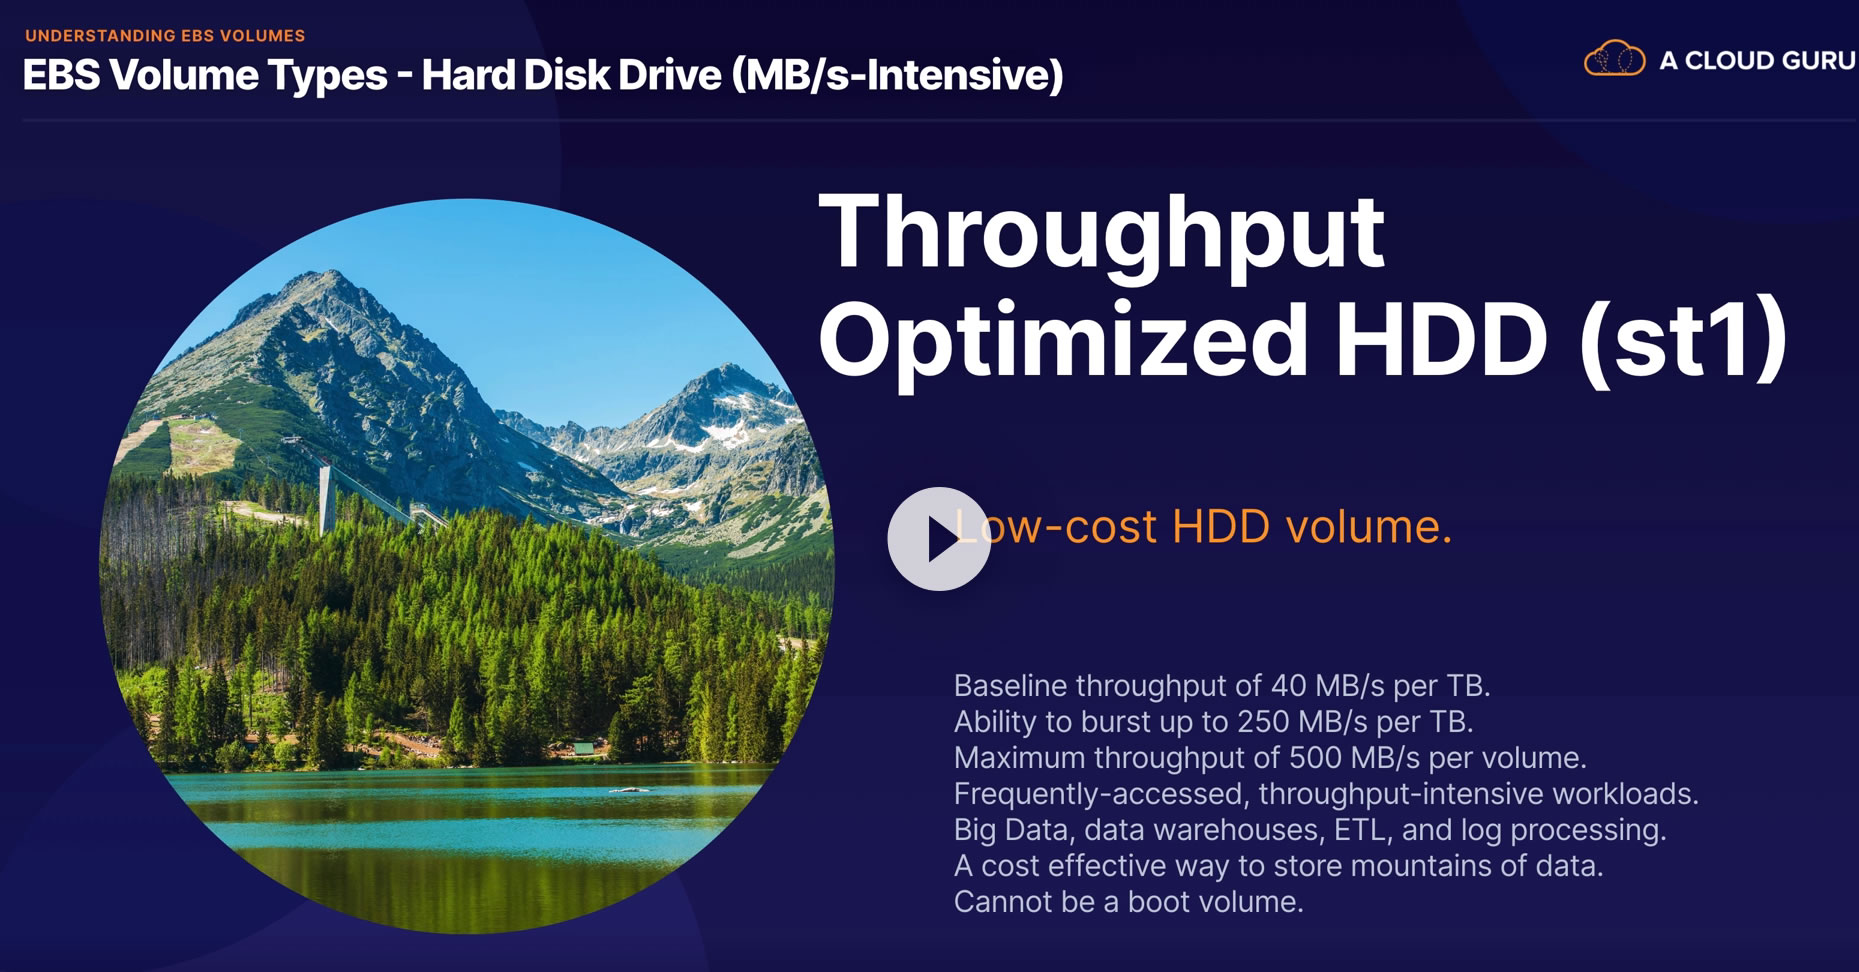 UNDERSTANDING EBS VOLUMES
EBS Volume Types - Hard Disk Drive (MB/s-Intensive)
A CLOUD GURU
Throughput
Optimized HDD (st1)
Low-cost HDD volume.
Baseline throughput of 40 MB/s per TB.
Ability to burst up to 250 MB/s per TB.
Maximum throughput of 500 MB/s per volume.
Frequently-accessed, throughput-intensive workloads.
Big Data, data warehouses, ETL, and log processing.
A cost effective way to store mountains of data.
Cannot be a boot volume.